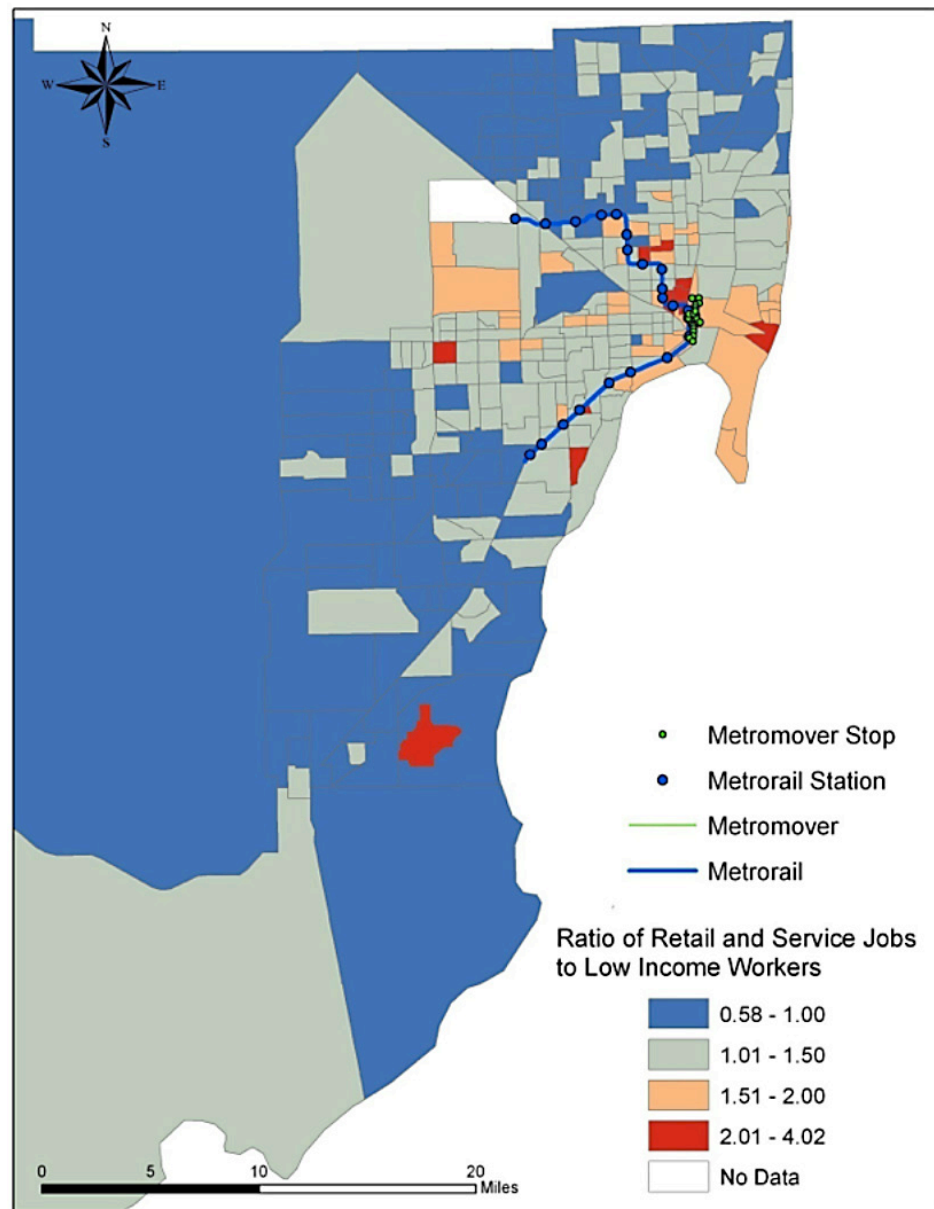 N
W E
S
Metromover Stop
Metrorail Station
Metromover
Metrorail
Ratio of Retail and Service Jobs
to Low Income Workers
0.58 - 1.00
1.01 - 1.50
1.51 - 2.00
2.01 - 4.02
No Data
0 5 10 20
Miles